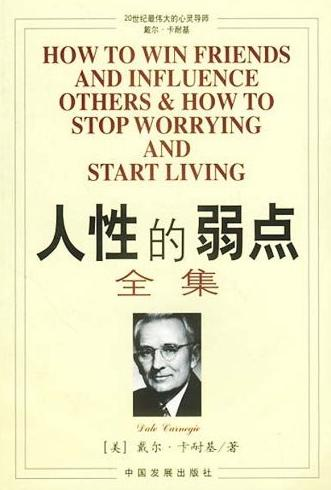 20世纪最伟大的心灵导师
戴尔·卡耐基
HOW TO WIN FRIENDS
AND INFLUENCE
OTHERS & HOW TO
STOP WORRYING
AND
START LIVING
人性的弱点
全集
Dale Carnegie
[美] 戴尔·卡耐基/著
中国发展出版社